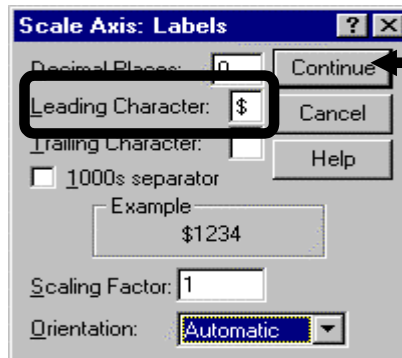 Scale Axis: Labels ? ×
Decimal Places: 0 Continue
Leading Character: $ Cancel
Trailing Character: Help
1000s separator
Example
$1234
Scaling Factor: 1
Orientation: Automatic